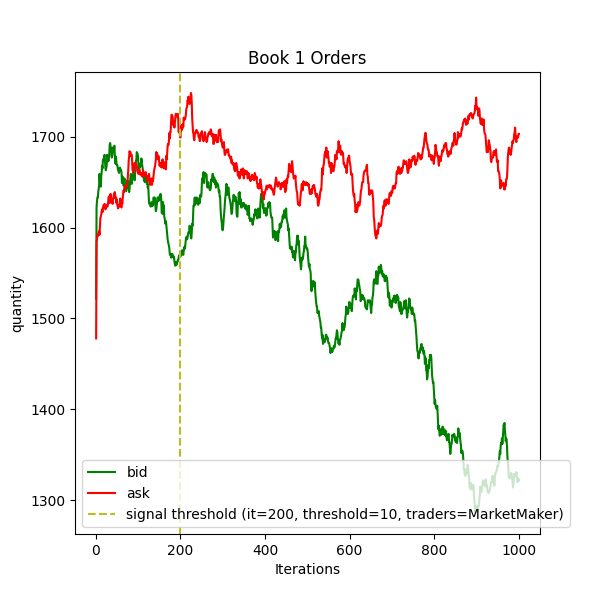 Book 1 Orders
1700
1600
1500
1400
1300
quantity
bid
ask
signal threshold (it=200, threshold=10, traders=MarketMaker)
0
200
400
600
800
1000
Iterations